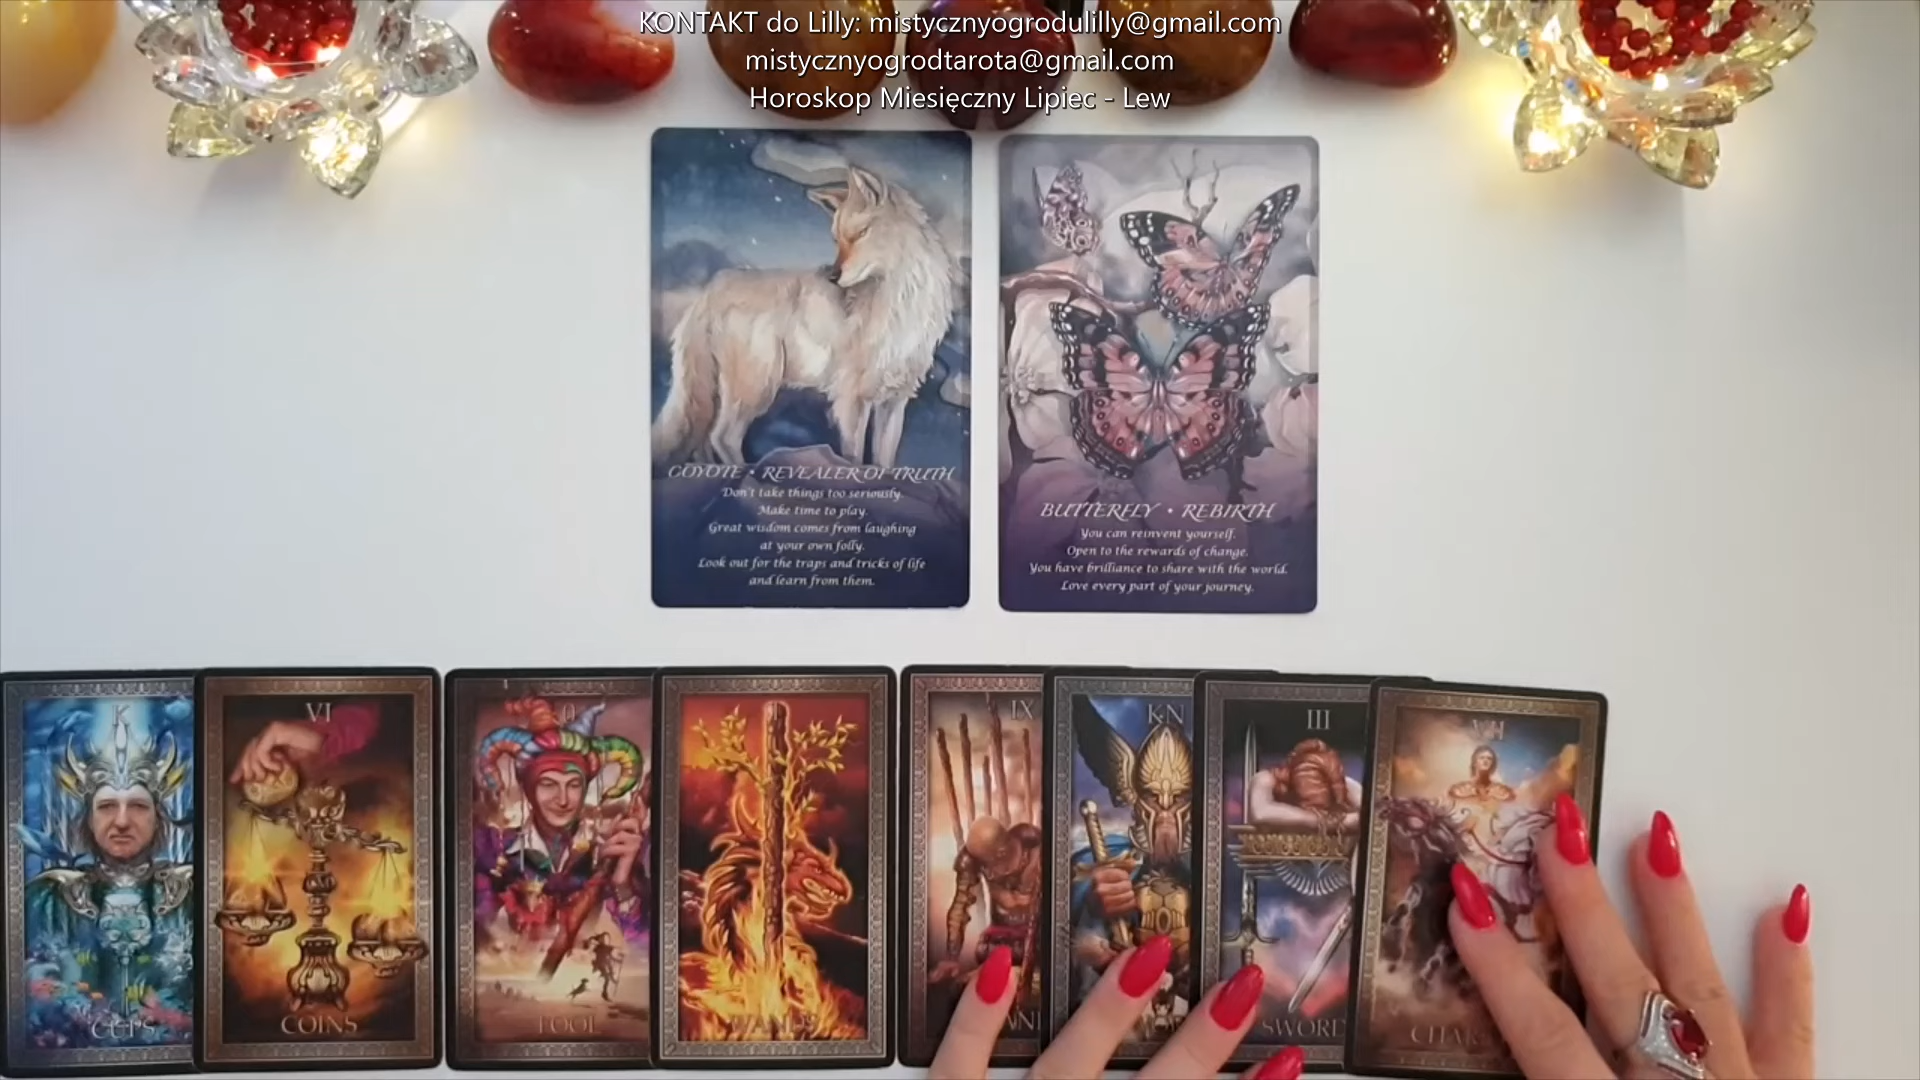 KONTAKT do Lilly: mistycznyogrodulilly@gmail.com
mistycznyogrodtarota@gmail.com
Horoskop Miesięczny Lipiec - Lew
COYOTE • REVEALER OF TRUTH
Don't take things too seriously.
Make time to play.
Great wisdom comes from laughing
at your own folly.
Look out for the traps and tricks of life
and learn from them.
BUTTERFLY • REBIRTH
You can reinvent yourself.
Open to the rewards of change.
You have brilliance to share with the world.
Love every part of your journey.
K
CUPS
VI
COINS
0
FOOL
WANDS
IX
KN
III
SWORD
VII